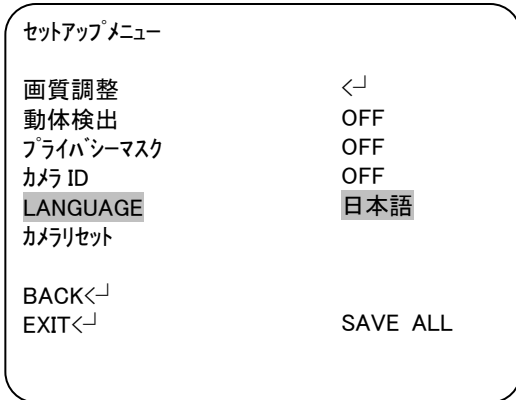 セットアップメニュー
画質調整 <┘
動体検出 OFF
プライバシーマスク OFF
カメラ ID OFF
LANGUAGE 日本語
カメラリセット
BACK<┘
EXIT<┘ SAVE ALL